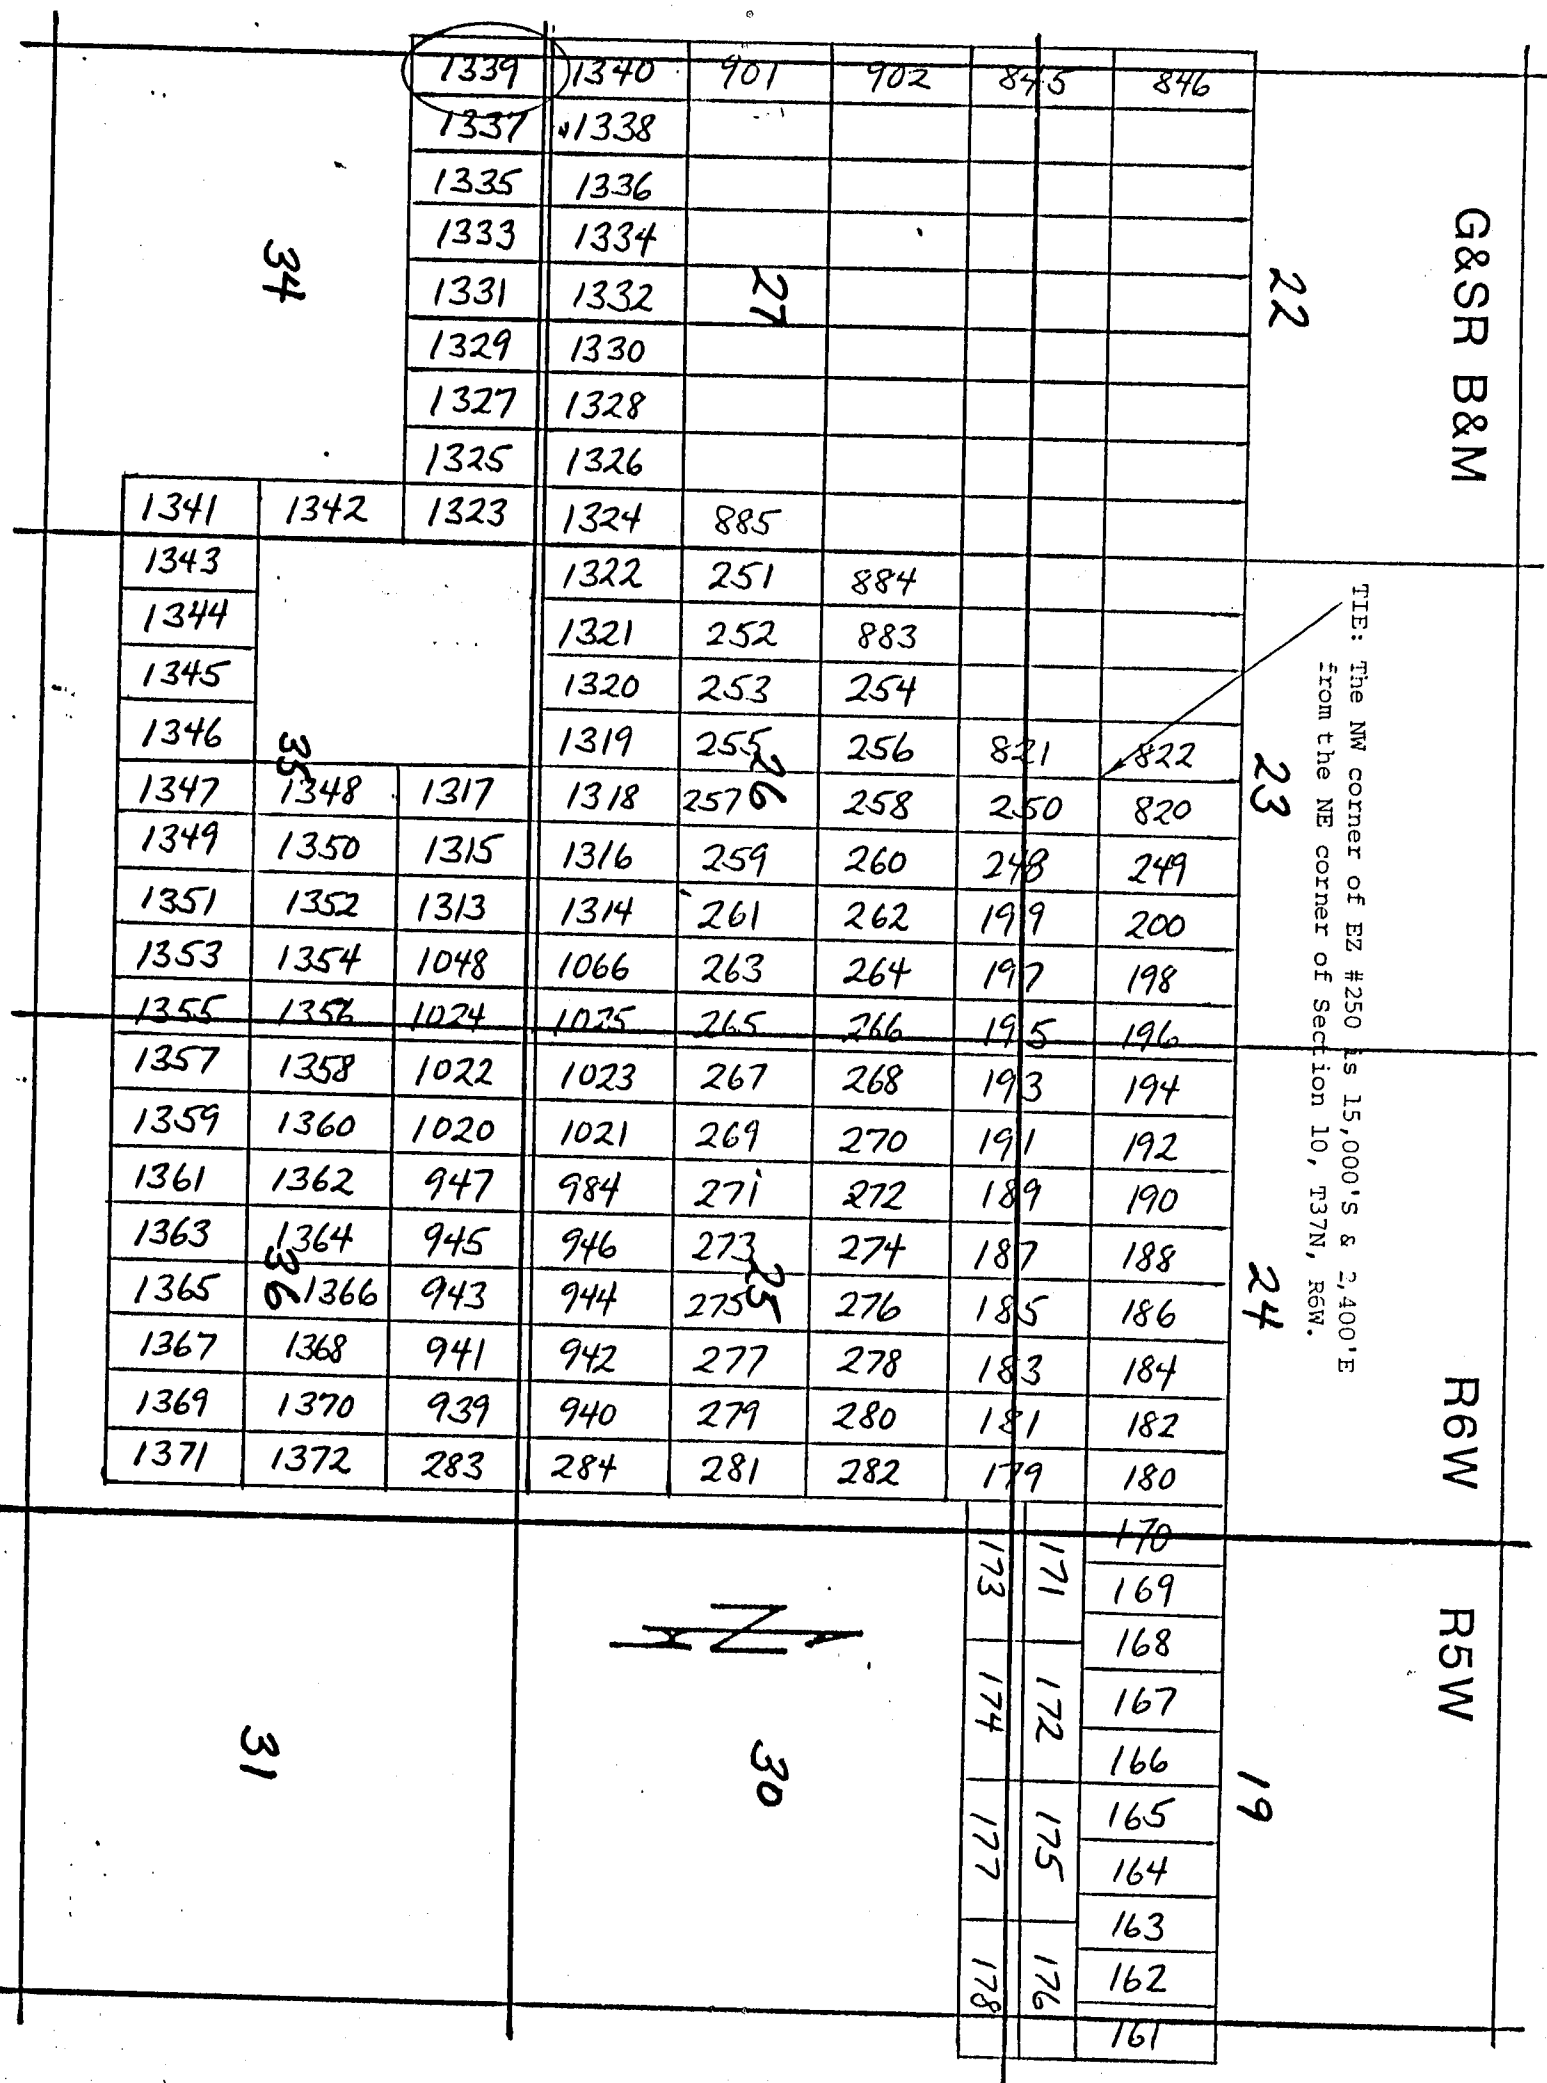 G&SR B&M
R6W
R5W
TIE: The NW corner of EZ #250 is 15,000'S & 2,400'E
from the NE corner of Section 10, T37N, R6W.
22
23
24
19
1339 1340 901 902 845 846
1337 1338
1335 1336
1333 1334
34
27
1331 1332
1329 1330
1327 1328
1325 1326
1341 1342 1323 1324 885
1343 1322 251 884
1344 1321 252 883
1345 1320 253 254
1346 1319 255 256 821 822
35
26
1347 1348 1317 1318 257 258 250 820
1349 1350 1315 1316 259 260 248 249
1351 1352 1313 1314 261 262 199 200
1353 1354 1048 1066 263 264 197 198
1355 1356 1024 1025 265 266 195 196
1357 1358 1022 1023 267 268 193 194
1359 1360 1020 1021 269 270 191 192
1361 1362 947 984 271 272 189 190
1363 1364 945 946 273 274 187 188
36
25
1365 1366 943 944 275 276 185 186
1367 1368 941 942 277 278 183 184
1369 1370 939 940 279 280 181 182
1371 1372 283 284 281 282 179 180
170
173 171
169
168
N
174 172
167
166
31
30
177 175
165
164
163
178 176
162
161